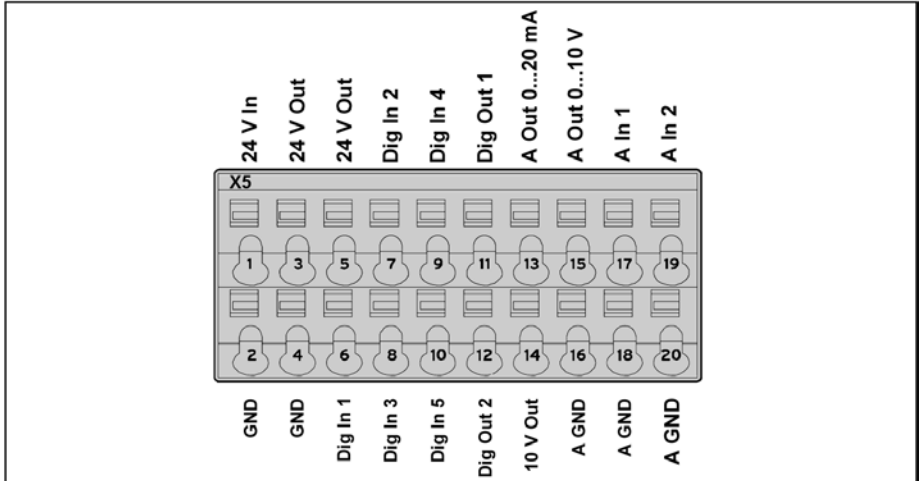 24 V In
24 V Out
24 V Out
Dig In 2
Dig In 4
Dig Out 1
A Out 0...20 mA
A Out 0...10 V
A In 1
A In 2
X5
1 3 5 7 9 11 13 15 17 19
2 4 6 8 10 12 14 16 18 20
GND
GND
Dig In 1
Dig In 3
Dig In 5
Dig Out 2
10 V Out
A GND
A GND
A GND